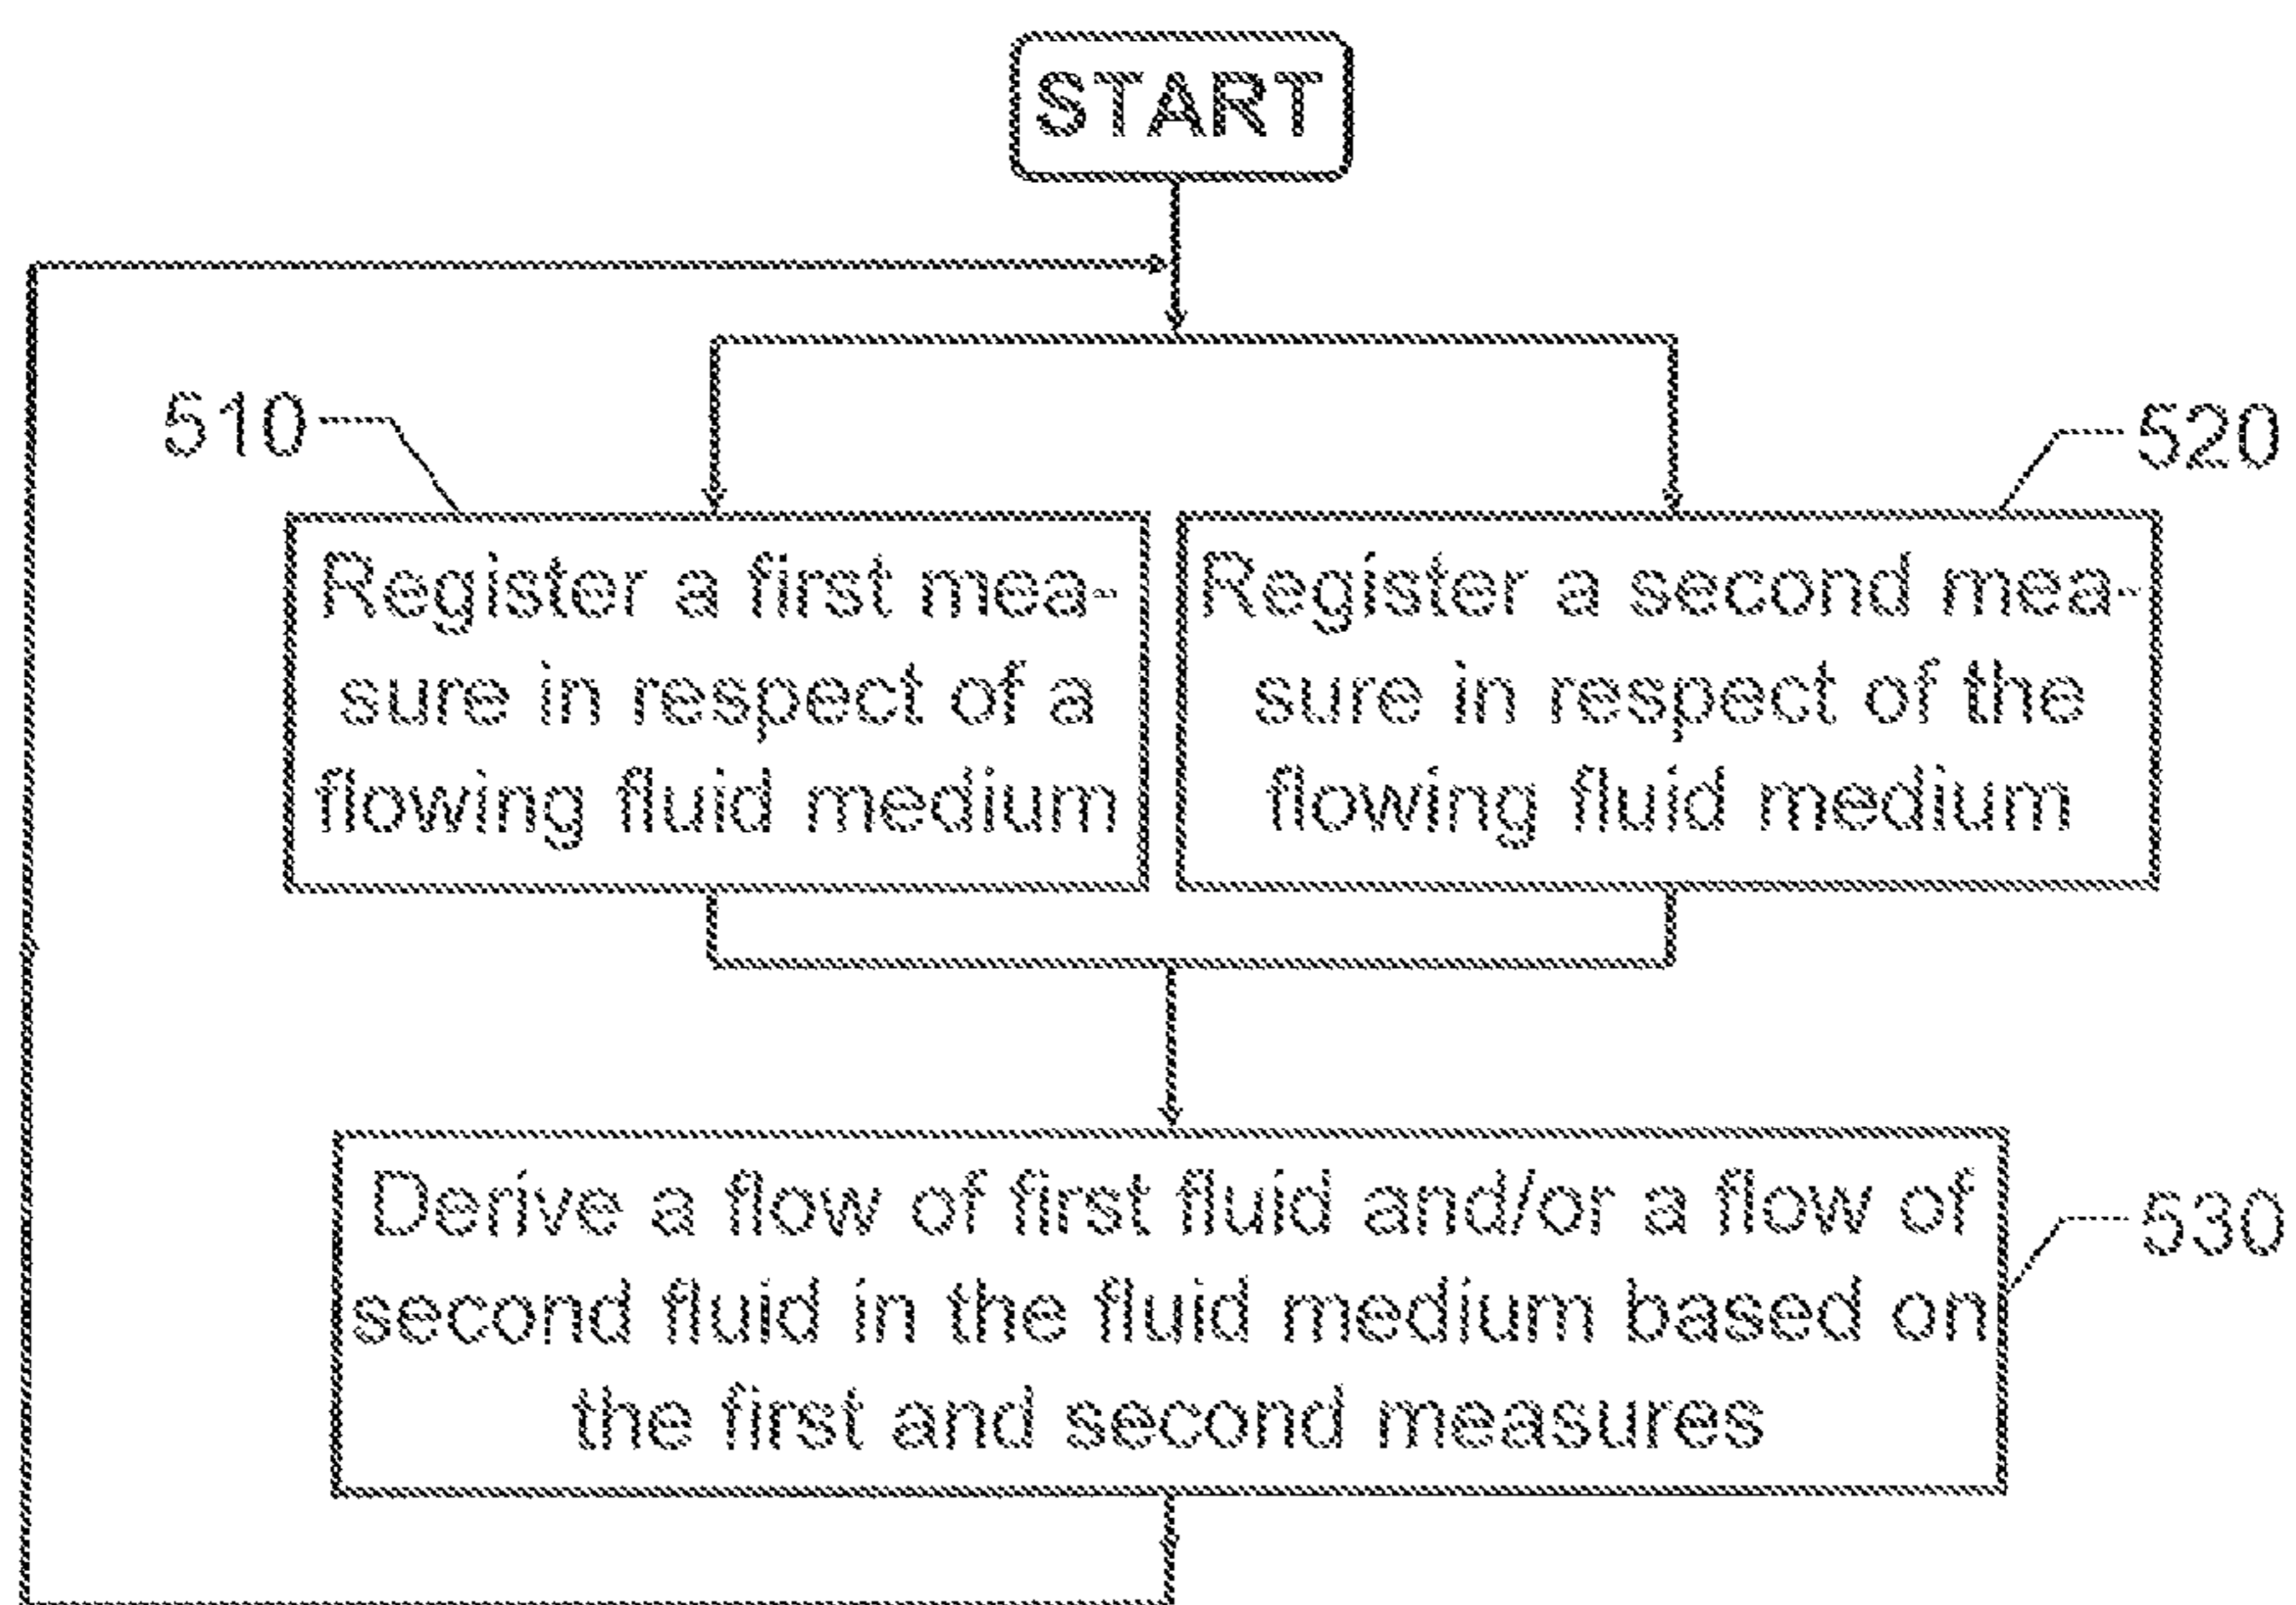 START
510
520
Register a first mea-
sure in respect of a
flowing fluid medium
Register a second mea-
sure in respect of the
flowing fluid medium
Derive a flow of first fluid and/or a flow of
second fluid in the fluid medium based on
the first and second measures
530